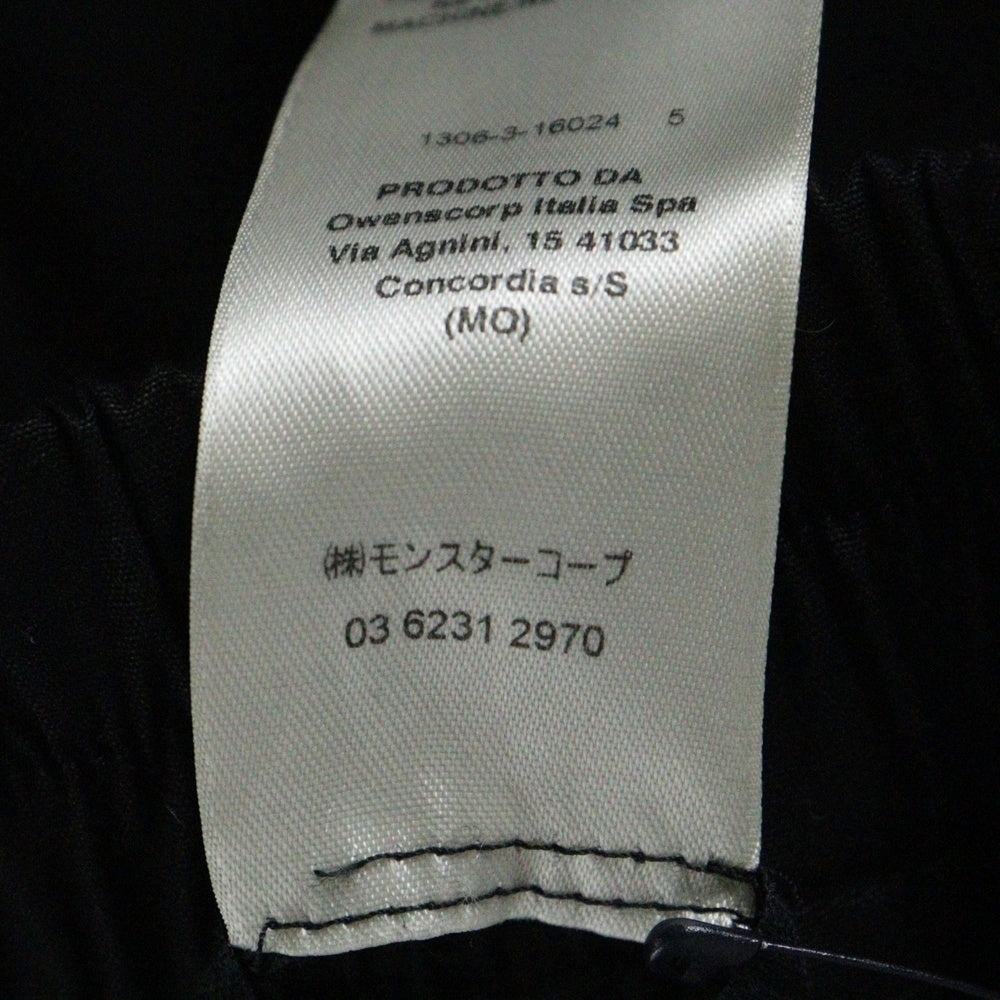 MACHINERY
1306-3-16024 5
PRODOTTO DA
Owenscorp Italia Spa
Via Agnini, 15 41033
Concordia s/S
(MO)
㈱モンスターコープ
03 6231 2970